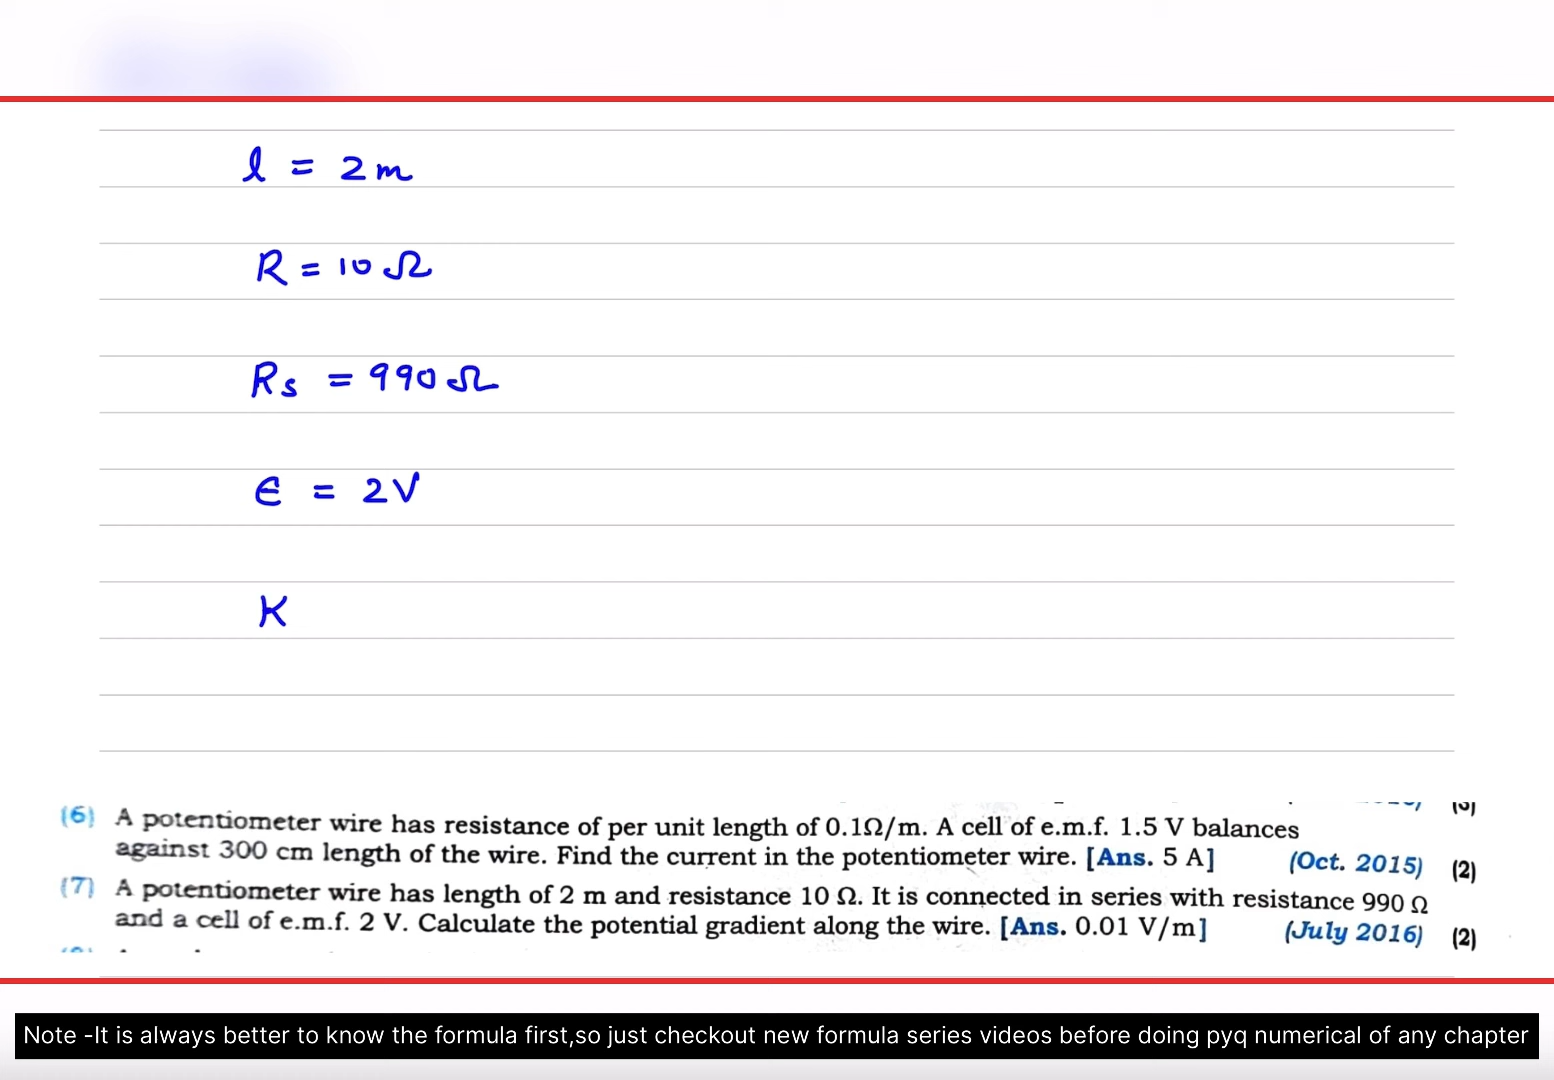 l = 2m
R = 10 Ω
Rs = 990 Ω
E = 2V
K
(6) A potentiometer wire has resistance of per unit length of 0.1Ω/m. A cell of e.m.f. 1.5 V balances
against 300 cm length of the wire. Find the current in the potentiometer wire. [Ans. 5 A] (Oct. 2015) (2)
(7) A potentiometer wire has length of 2 m and resistance 10 Ω. It is connected in series with resistance 990 Ω
and a cell of e.m.f. 2 V. Calculate the potential gradient along the wire. [Ans. 0.01 V/m] (July 2016) (2)
Note -It is always better to know the formula first,so just checkout new formula series videos before doing pyq numerical of any chapter